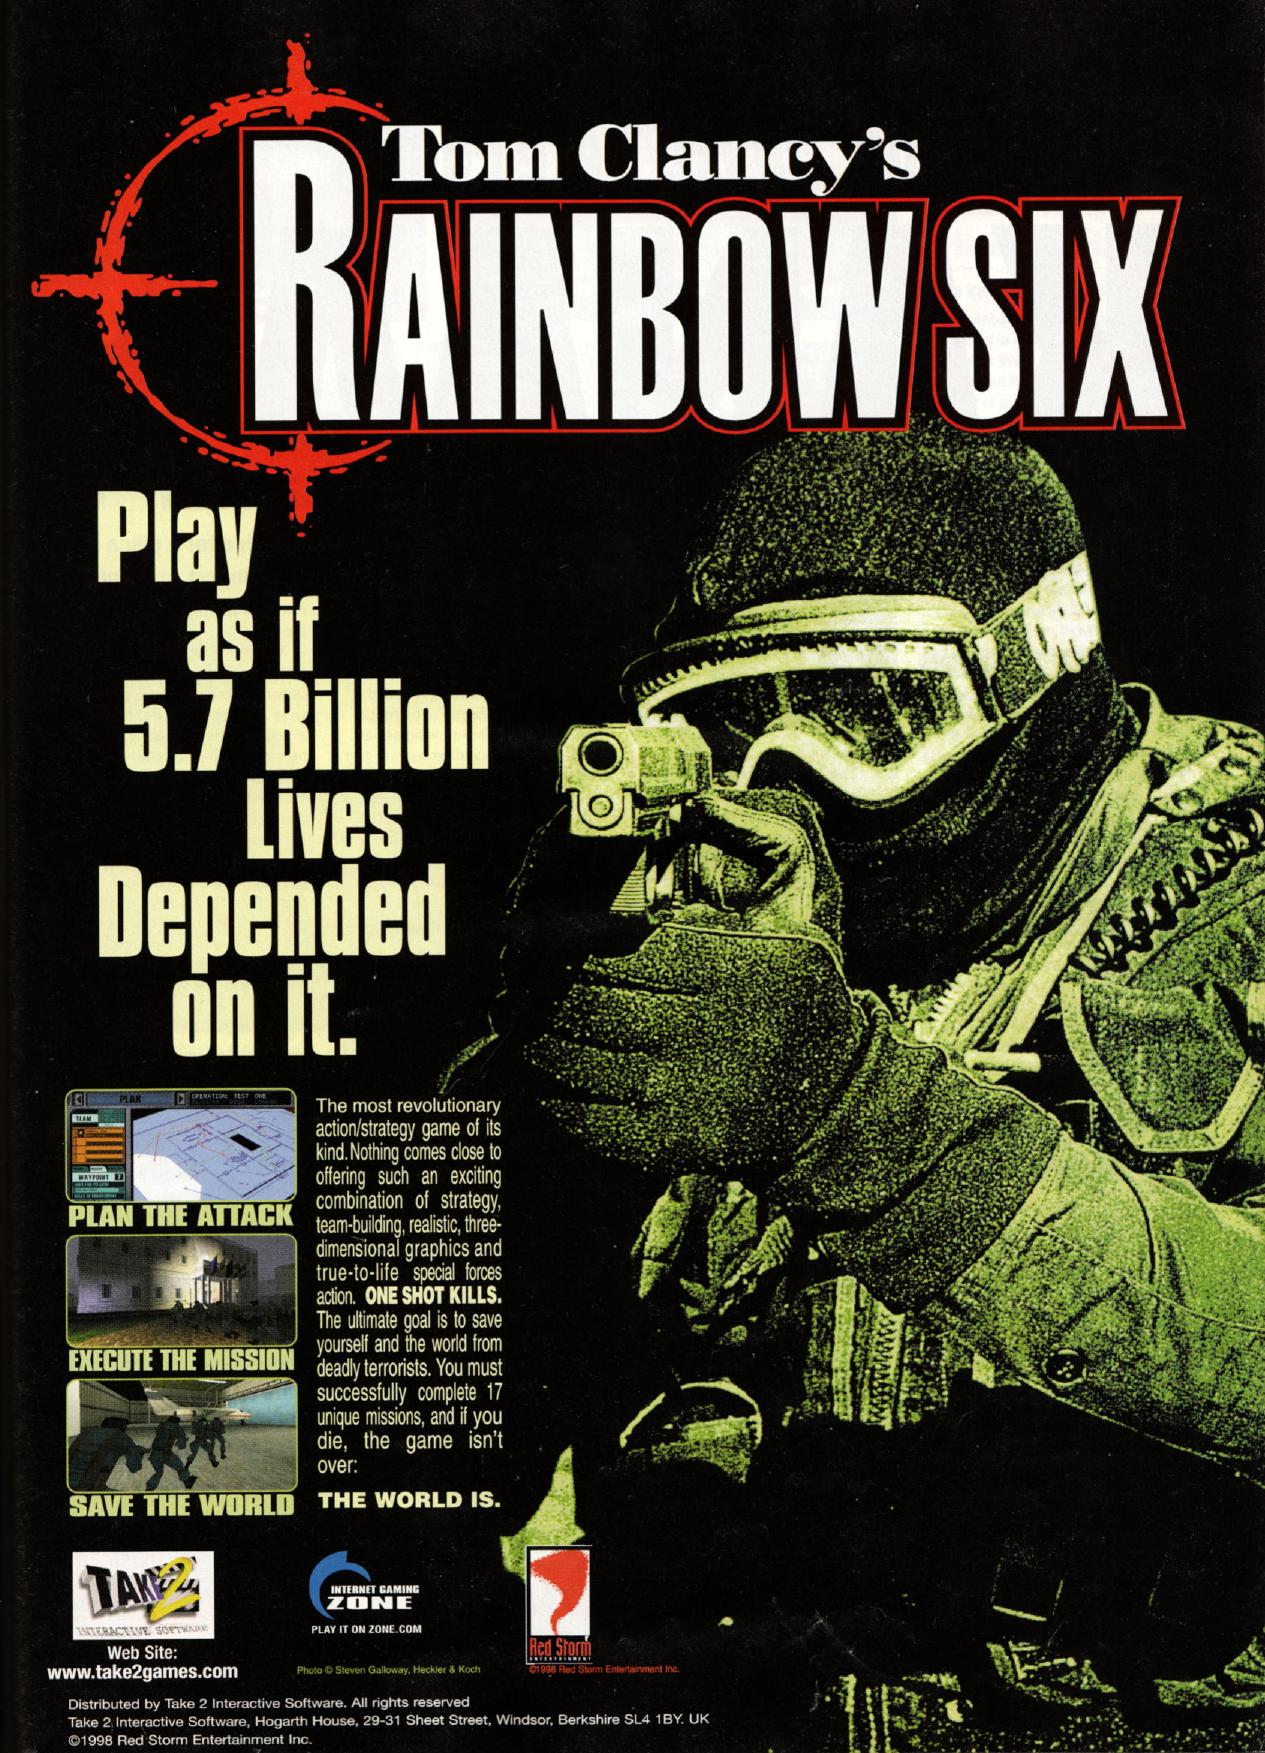 Tom Clancy's
RAINBOW SIX
Play
as if
5.7 Billion
Lives
Depended
on it.
PLAN
OPERATION: TEST ONE
TEAM
WAYPOINT
PLAN THE ATTACK
EXECUTE THE MISSION
SAVE THE WORLD
The most revolutionary
action/strategy game of its
kind. Nothing comes close to
offering such an exciting
combination of strategy,
team-building, realistic, three-
dimensional graphics and
true-to-life special forces
action. ONE SHOT KILLS.
The ultimate goal is to save
yourself and the world from
deadly terrorists. You must
successfully complete 17
unique missions, and if you
die, the game isn't
over:
THE WORLD IS.
TAKE 2
INTERACTIVE SOFTWARE
Web Site:
www.take2games.com
INTERNET GAMING
ZONE
PLAY IT ON ZONE.COM
Photo © Steven Galloway, Heckler & Koch
Red Storm
ENTERTAINMENT
©1998 Red Storm Entertainment Inc.
Distributed by Take 2 Interactive Software. All rights reserved
Take 2 Interactive Software, Hogarth House, 29-31 Sheet Street, Windsor, Berkshire SL4 1BY. UK
©1998 Red Storm Entertainment Inc.